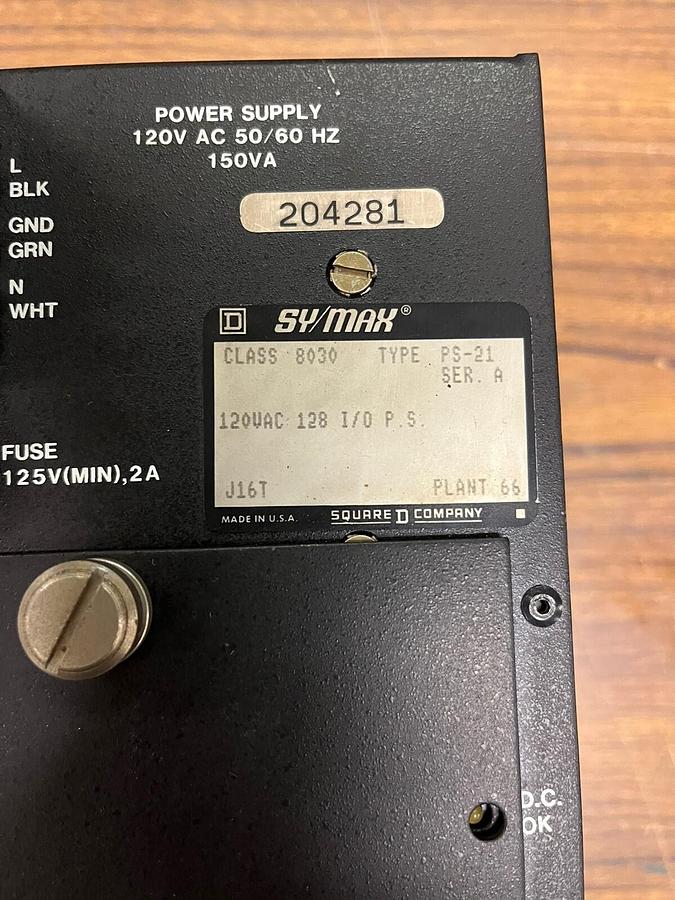 POWER SUPPLY
120V AC 50/60 HZ
150VA
L
BLK
GND
GRN
N
WHT
204281
D SY/MAX®
CLASS 8030 TYPE PS-21
SER. A
120VAC 128 I/O P.S.
J16T PLANT 66
MADE IN U.S.A. SQUARE D COMPANY
FUSE
125V(MIN),2A
D.C.
OK